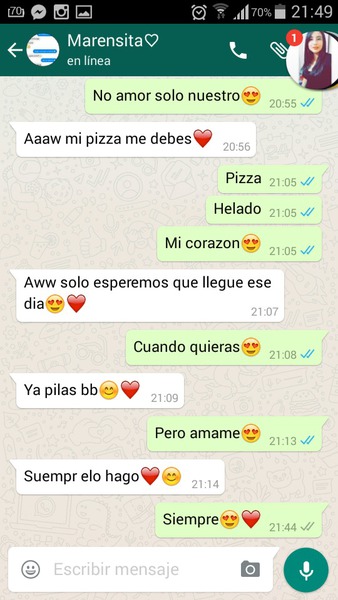 70 70% 21:49
Marensita♡
1
en línea
No amor solo nuestro😍 20:55
Aaaw mi pizza me debes❤️ 20:56
Pizza 21:05
Helado 21:05
Mi corazon😍 21:05
Aww solo esperemos que llegue ese
dia😍❤️ 21:07
Cuando quieras😍 21:08
Ya pilas bb😊❤️ 21:09
Pero amame😍 21:13
Suempr elo hago❤️😊 21:14
Siempre😍❤️ 21:44
Escribir mensaje